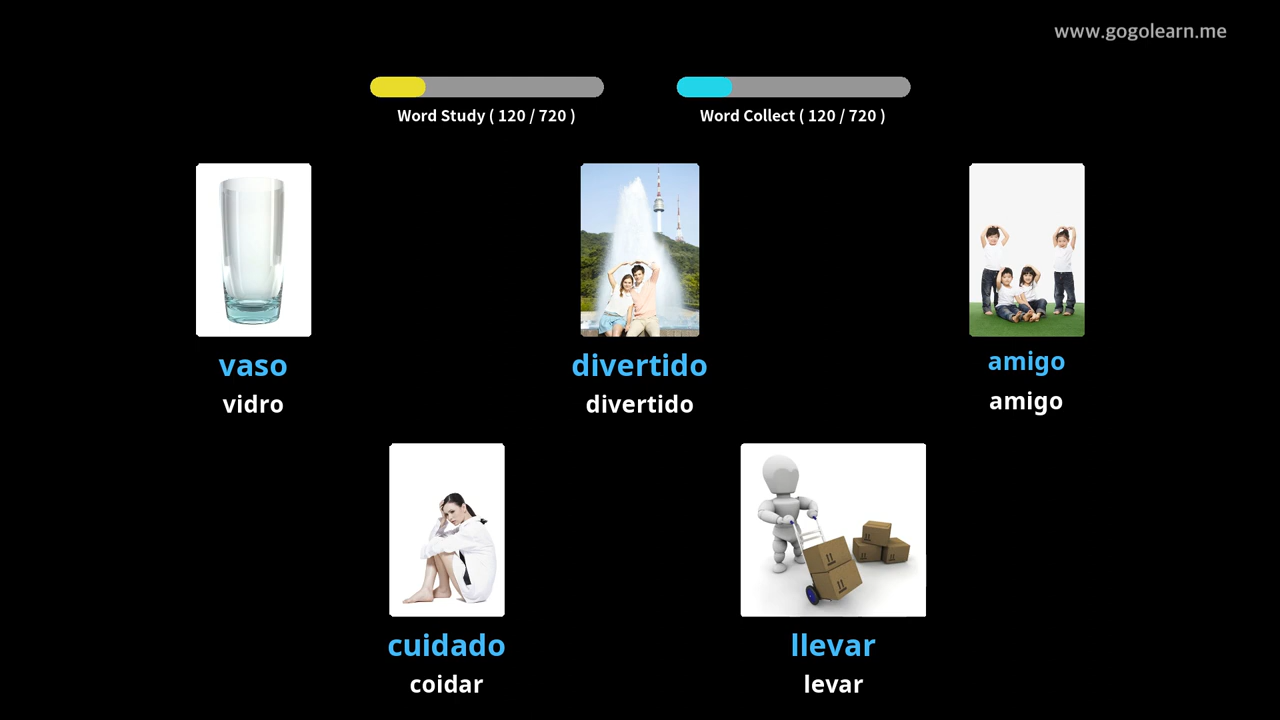 www.gogolearn.me
Word Study ( 120 / 720 )
Word Collect ( 120 / 720 )
vaso
vidro
divertido
divertido
amigo
amigo
cuidado
coidar
llevar
levar